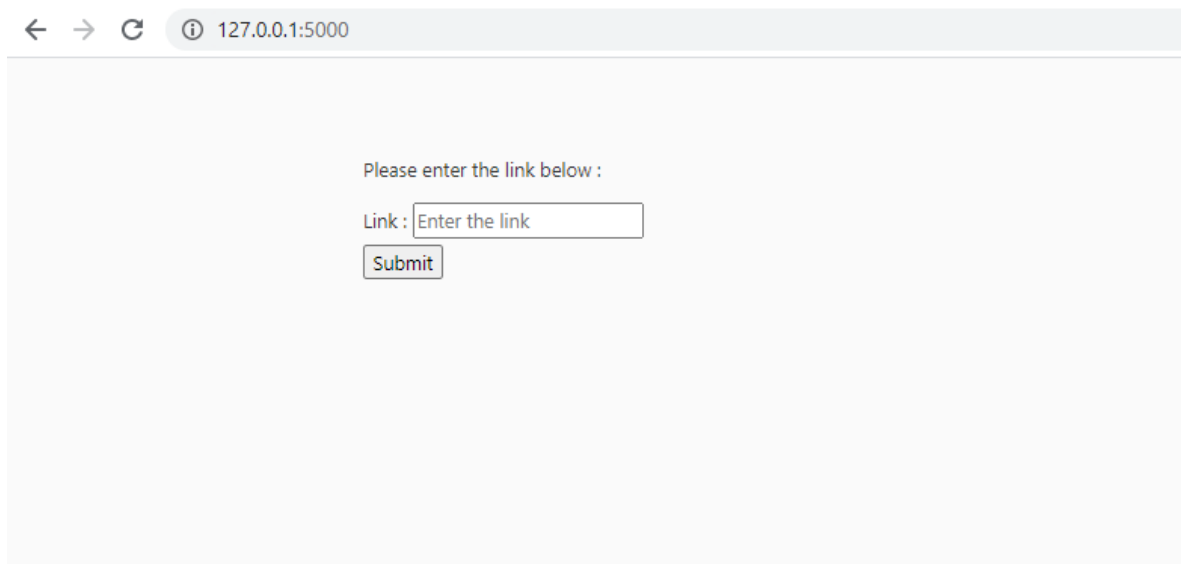 127.0.0.1:5000
Please enter the link below :
Link : Enter the link
Submit